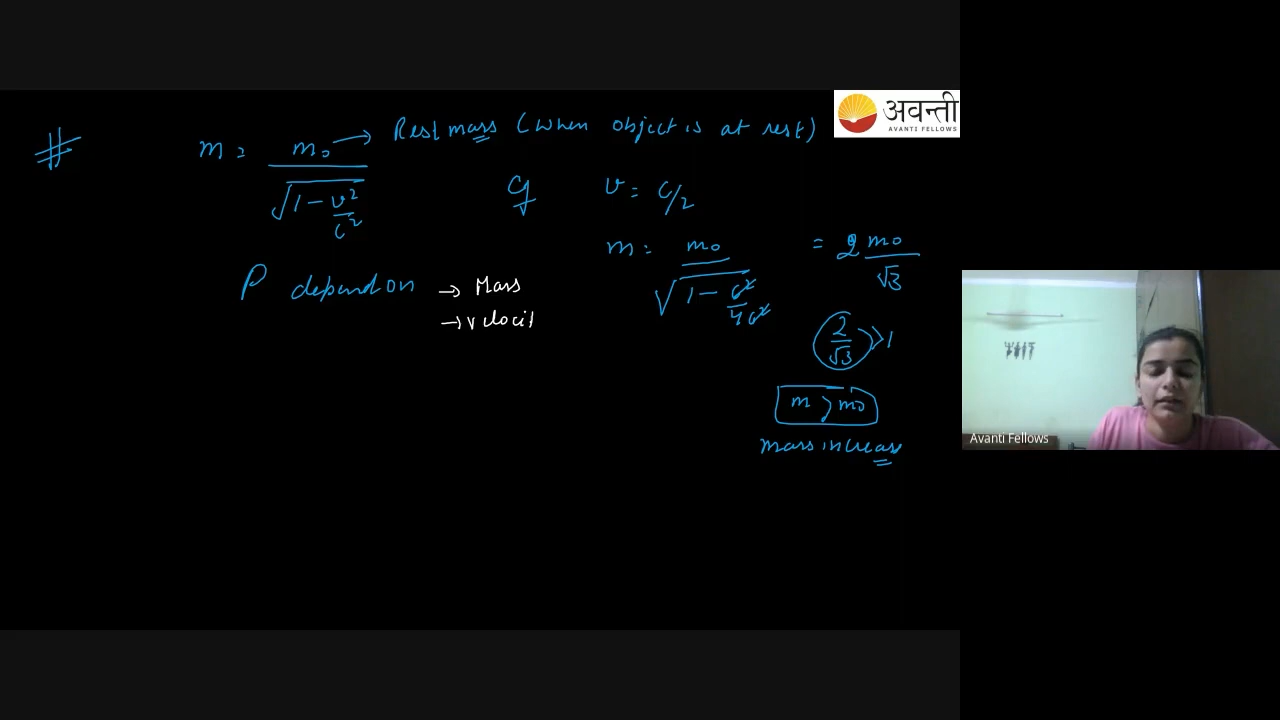 अवन्ती
AVANTI FELLOWS
# m = m₀/√(1 - v²/c²) → Rest mass (when object is at rest)
v = c/2
m = m₀/√(1 - c²/4c²) = 2m₀/√3
P depend on → Mass
→ velocit
2/√3 > 1
m > m₀
mass increase
Avanti Fellows